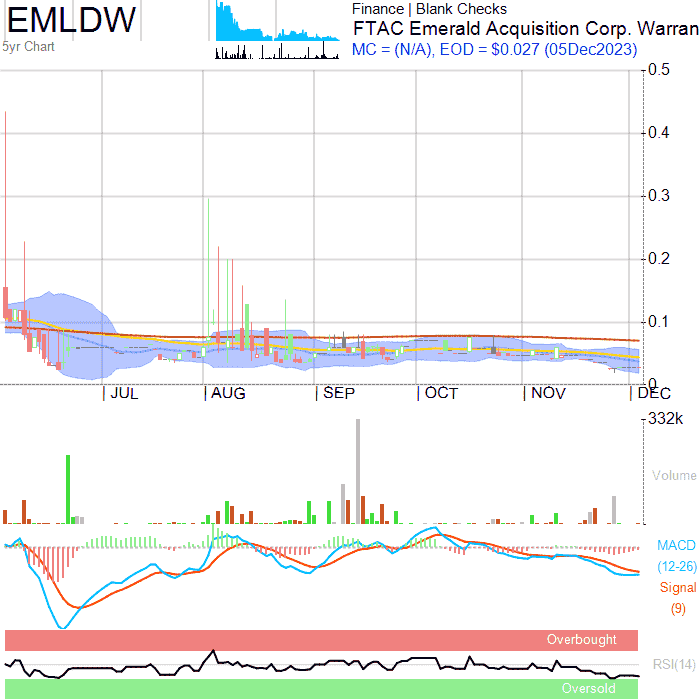 EMLDW
5yr Chart
Finance | Blank Checks
FTAC Emerald Acquisition Corp. Warran
MC = (N/A), EOD = $0.027 (05Dec2023)
0.5
0.4
0.3
0.2
0.1
0
JUL AUG SEP OCT NOV DEC
332k
Volume
MACD
(12-26)
Signal
(9)
Overbought
RSI(14)
Oversold